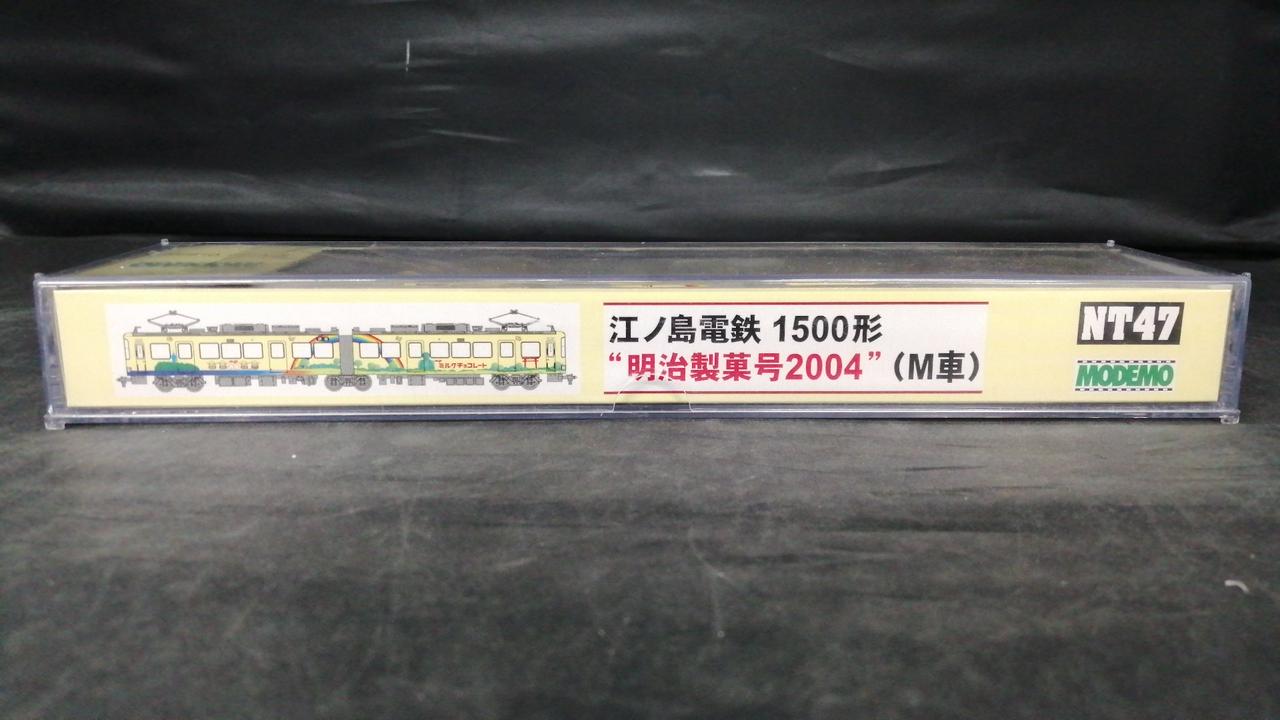 江ノ島電鉄 1500形
“明治製菓号2004”（M車）
NT47
MODEMO
ミルクチョコレート